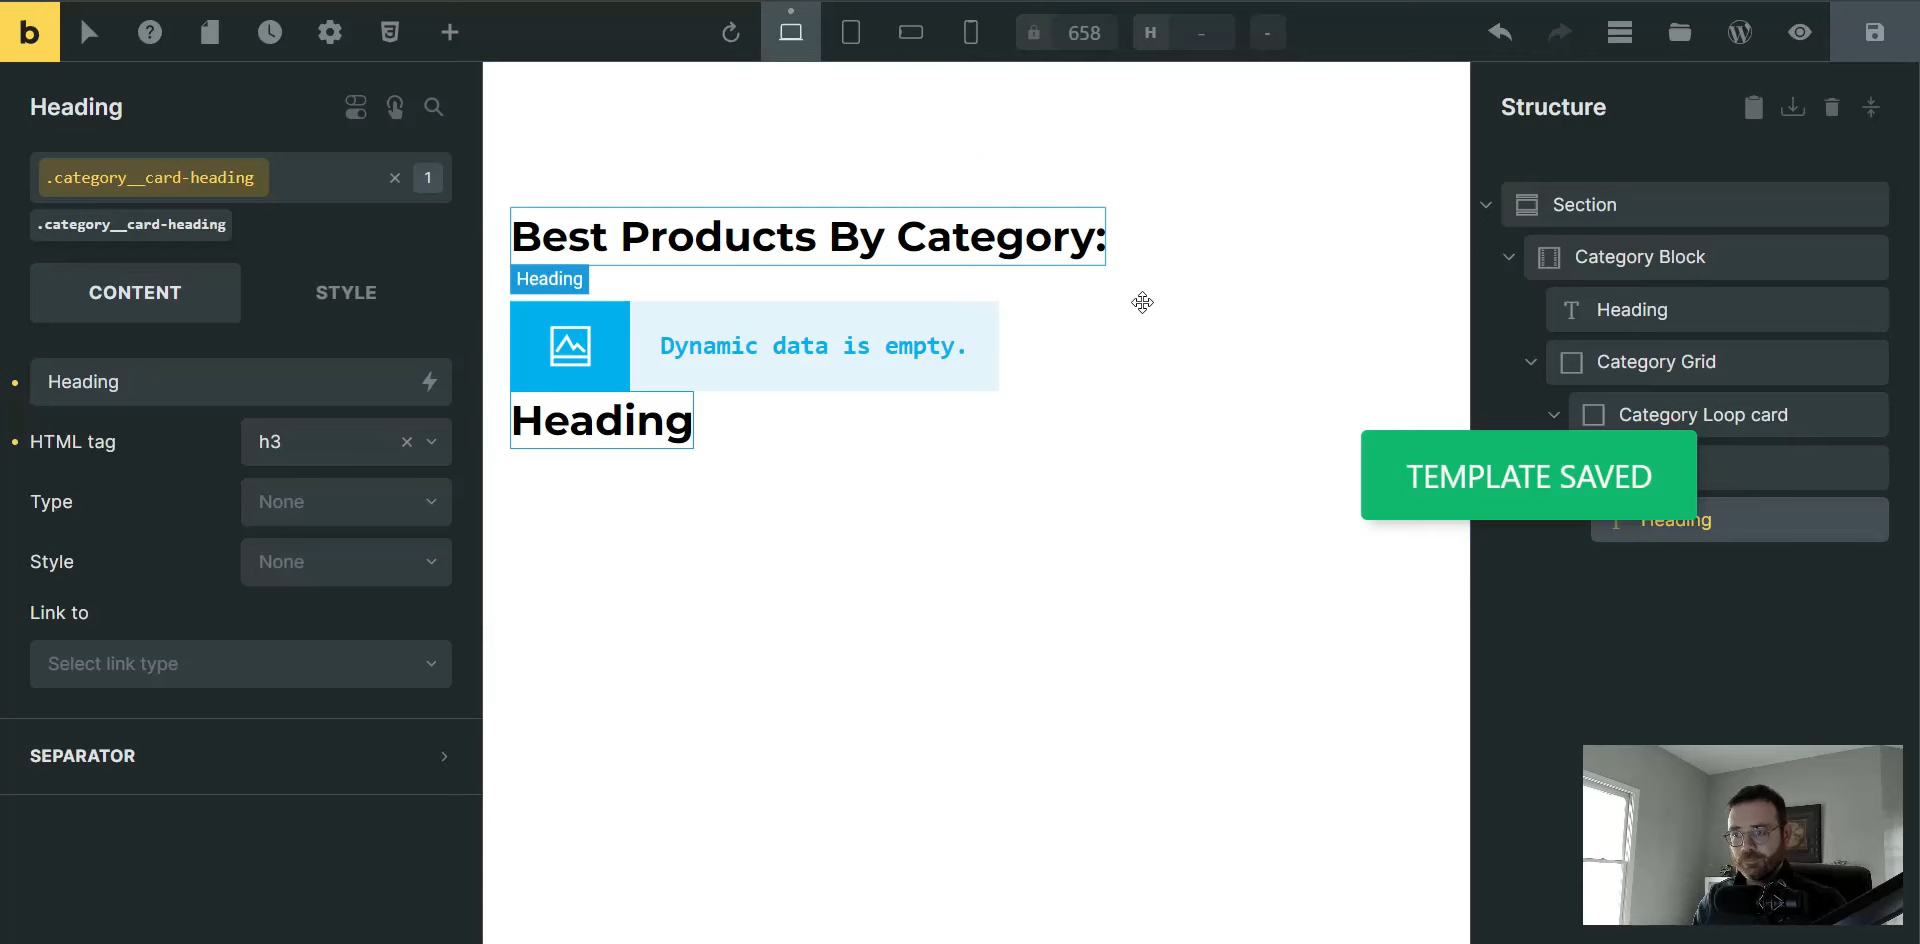 b
658
H
-
-
Heading
.category__card-heading
1
.category__card-heading
CONTENT
STYLE
Heading
HTML tag
h3
Type
None
Style
None
Link to
Select link type
SEPARATOR
Best Products By Category:
Heading
Dynamic data is empty.
Heading
Structure
Section
Category Block
Heading
Category Grid
Category Loop card
TEMPLATE SAVED
Heading